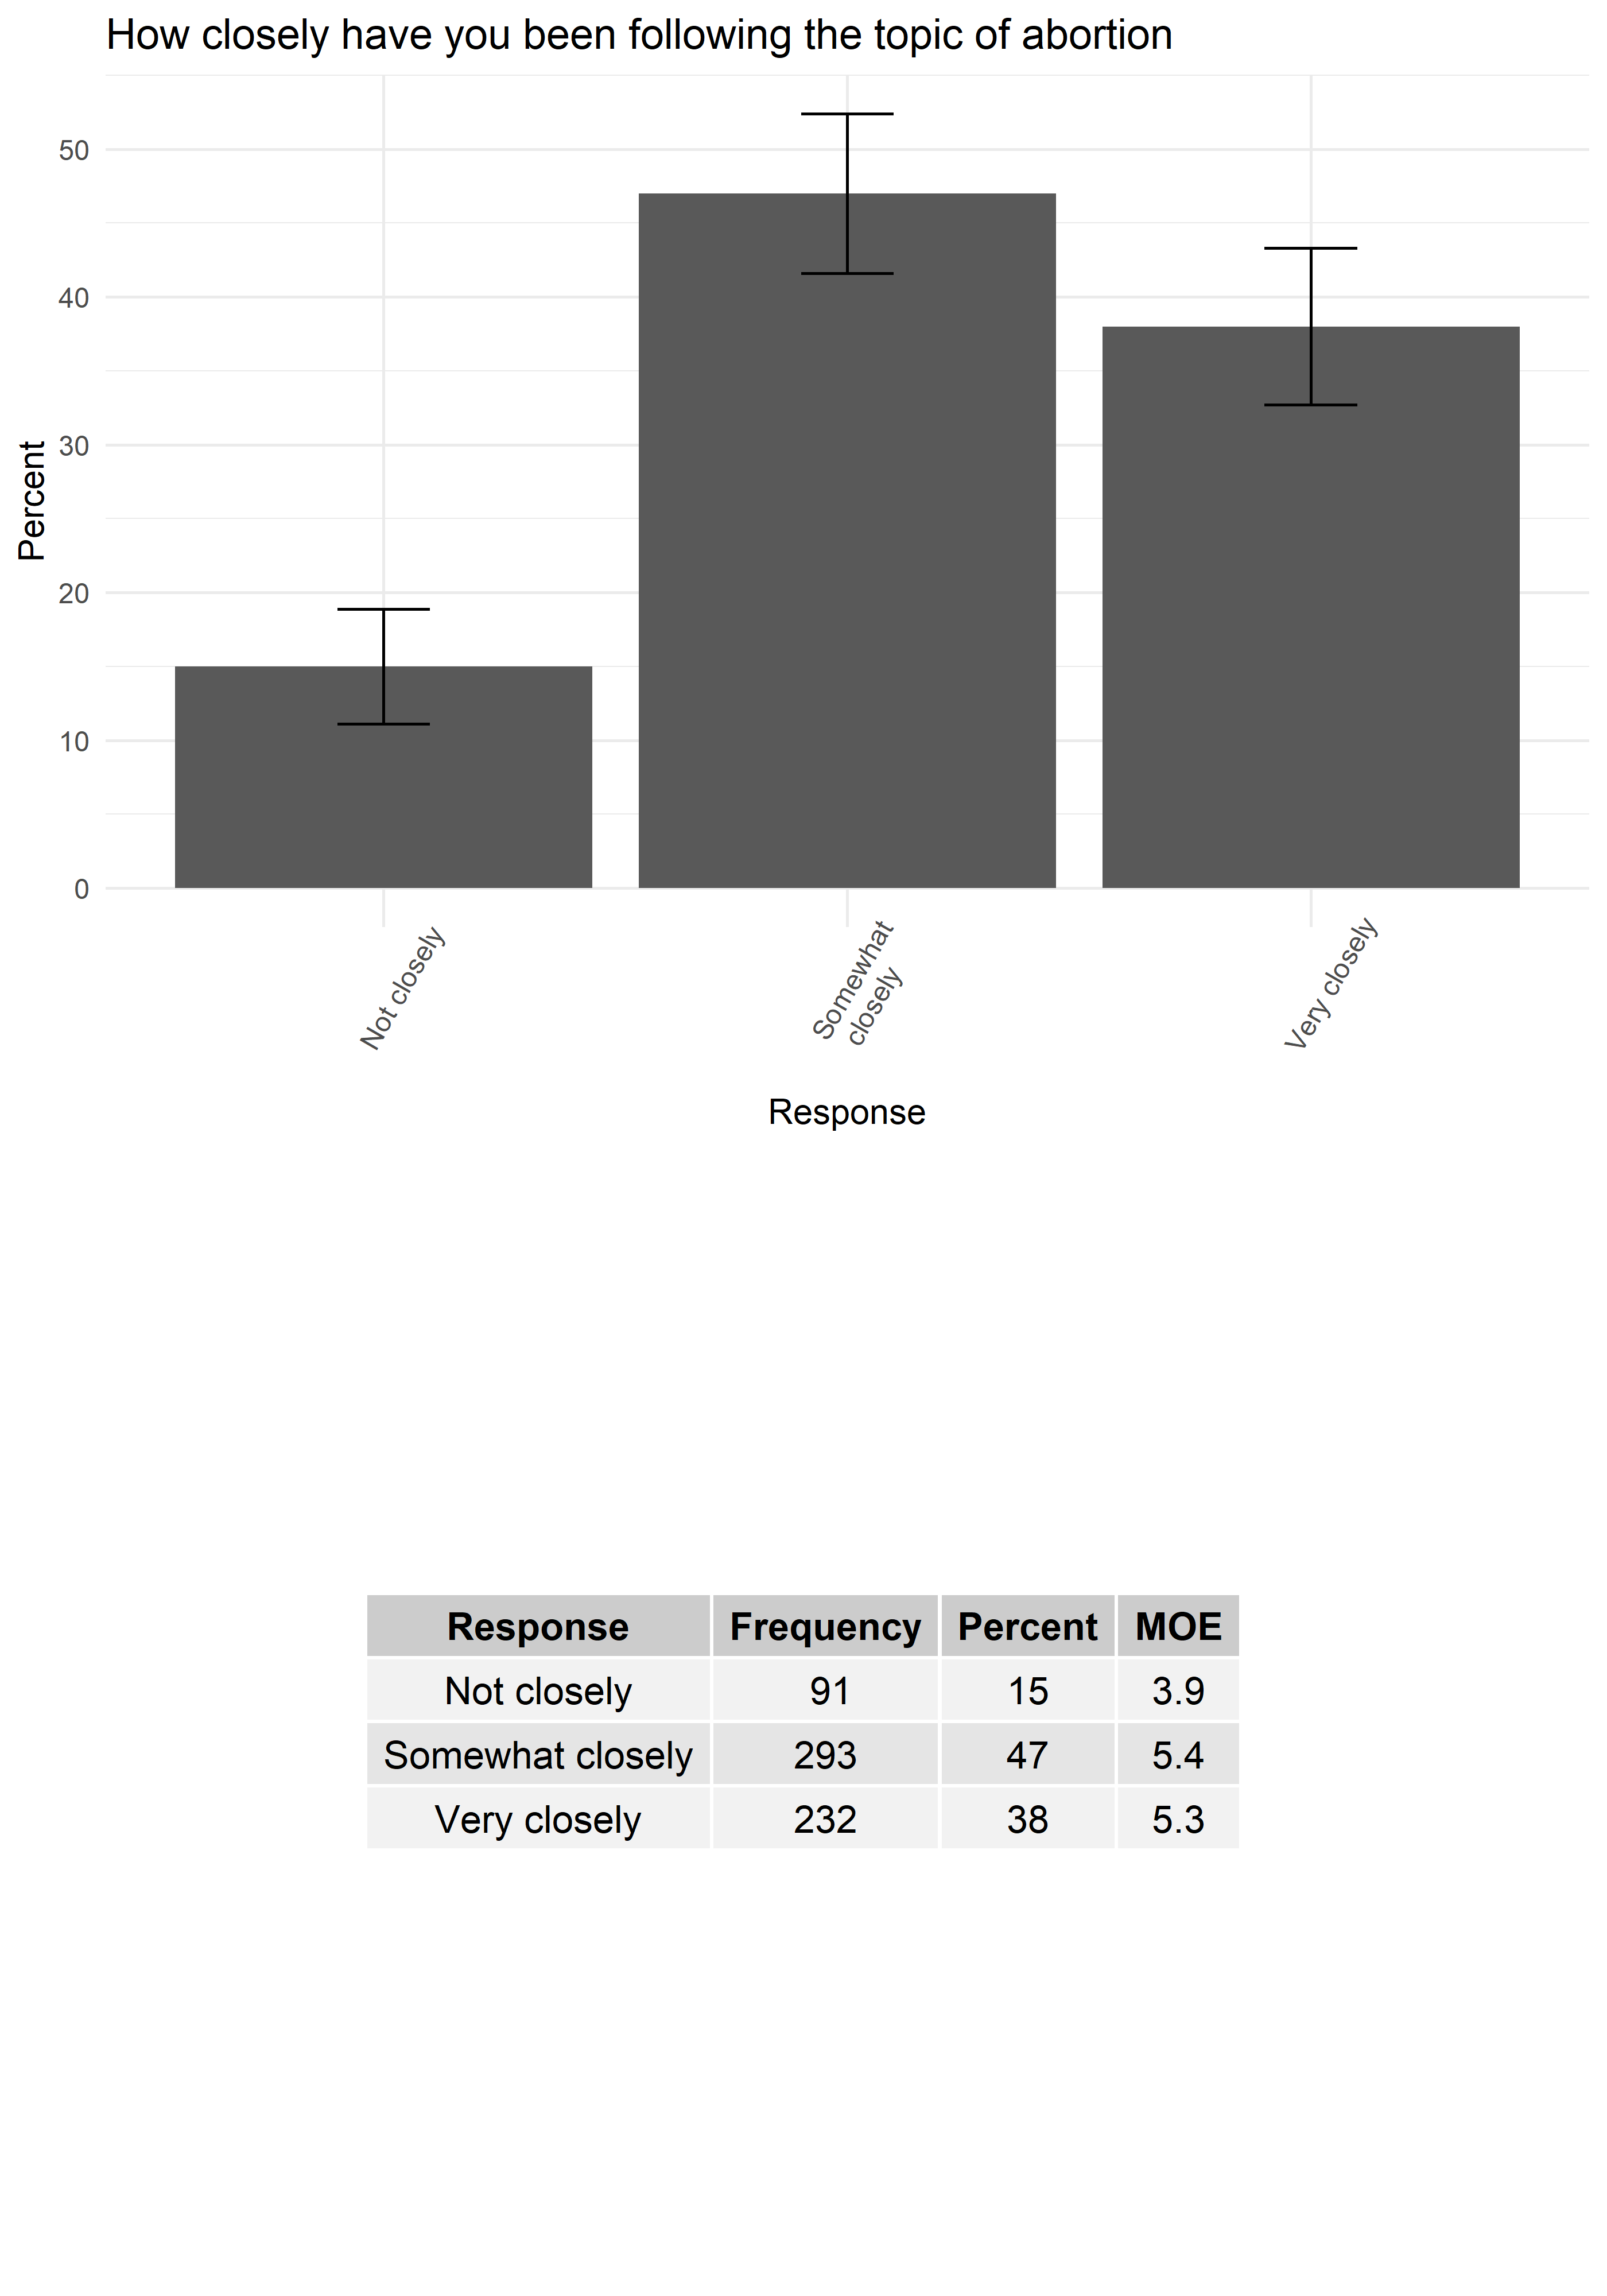 How closely have you been following the topic of abortion
Percent
50
40
30
20
10
0
Not closely
Somewhat
closely
Very closely
Response
Response Frequency Percent MOE
Not closely 91 15 3.9
Somewhat closely 293 47 5.4
Very closely 232 38 5.3